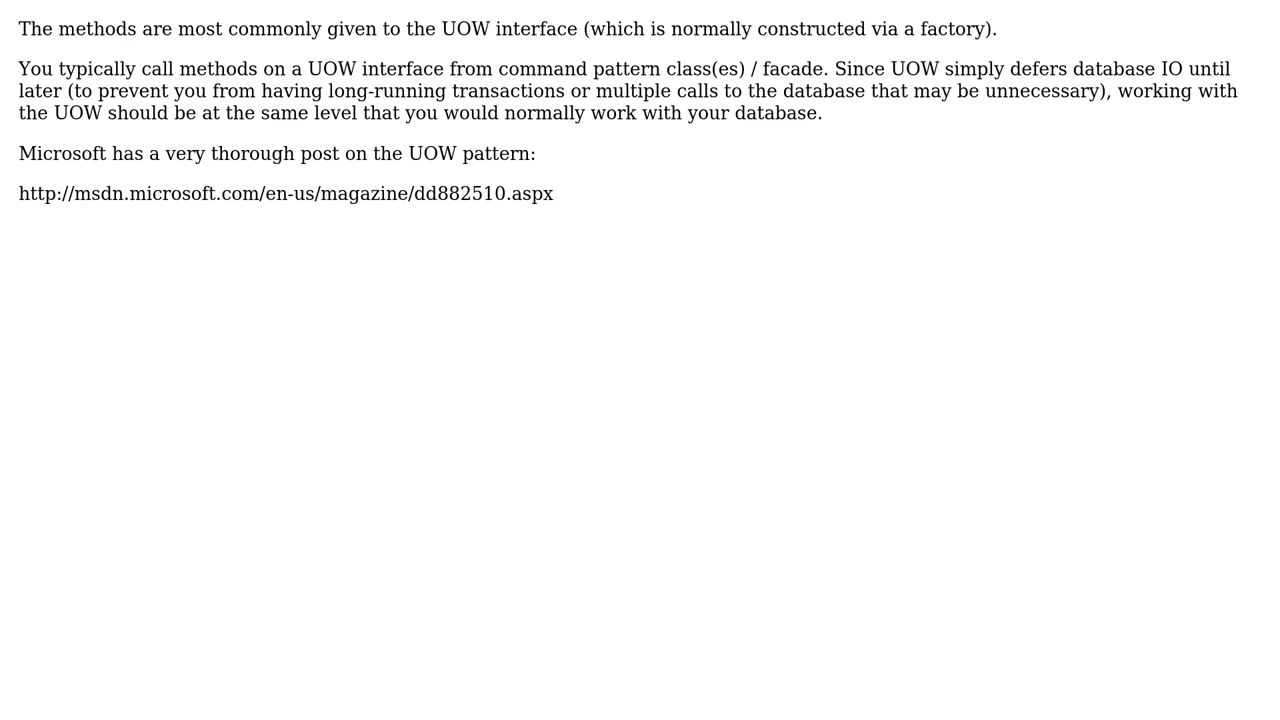 The methods are most commonly given to the UOW interface (which is normally constructed via a factory).
You typically call methods on a UOW interface from command pattern class(es) / facade. Since UOW simply defers database IO until
later (to prevent you from having long-running transactions or multiple calls to the database that may be unnecessary), working with
the UOW should be at the same level that you would normally work with your database.
Microsoft has a very thorough post on the UOW pattern:
http://msdn.microsoft.com/en-us/magazine/dd882510.aspx